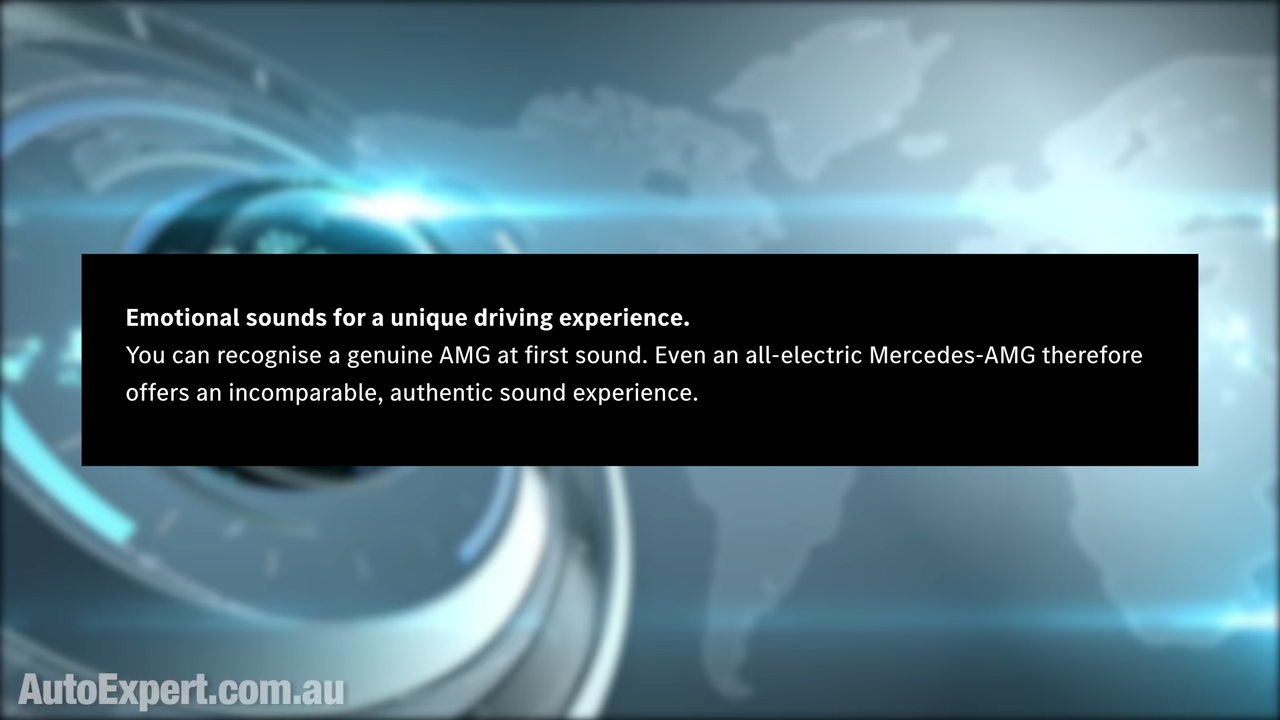 Emotional sounds for a unique driving experience.
You can recognise a genuine AMG at first sound. Even an all-electric Mercedes-AMG therefore
offers an incomparable, authentic sound experience.
AutoExpert.com.au